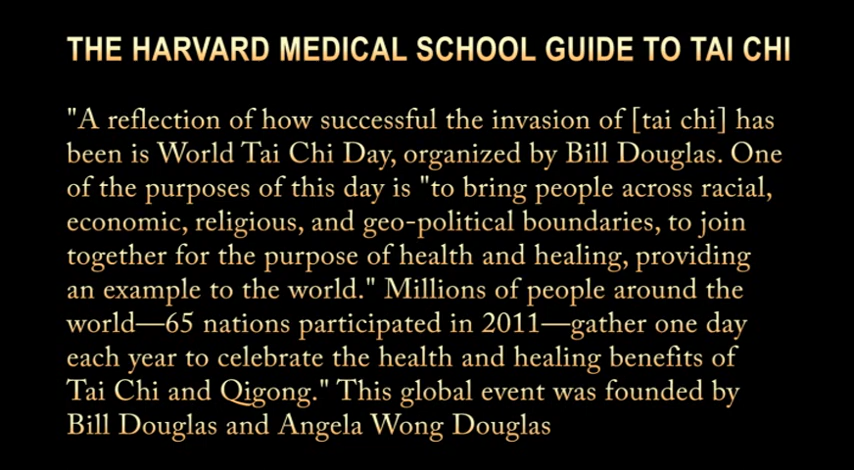 THE HARVARD MEDICAL SCHOOL GUIDE TO TAI CHI
"A reflection of how successful the invasion of [tai chi] has
been is World Tai Chi Day, organized by Bill Douglas. One
of the purposes of this day is "to bring people across racial,
economic, religious, and geo-political boundaries, to join
together for the purpose of health and healing, providing
an example to the world." Millions of people around the
world—65 nations participated in 2011—gather one day
each year to celebrate the health and healing benefits of
Tai Chi and Qigong." This global event was founded by
Bill Douglas and Angela Wong Douglas